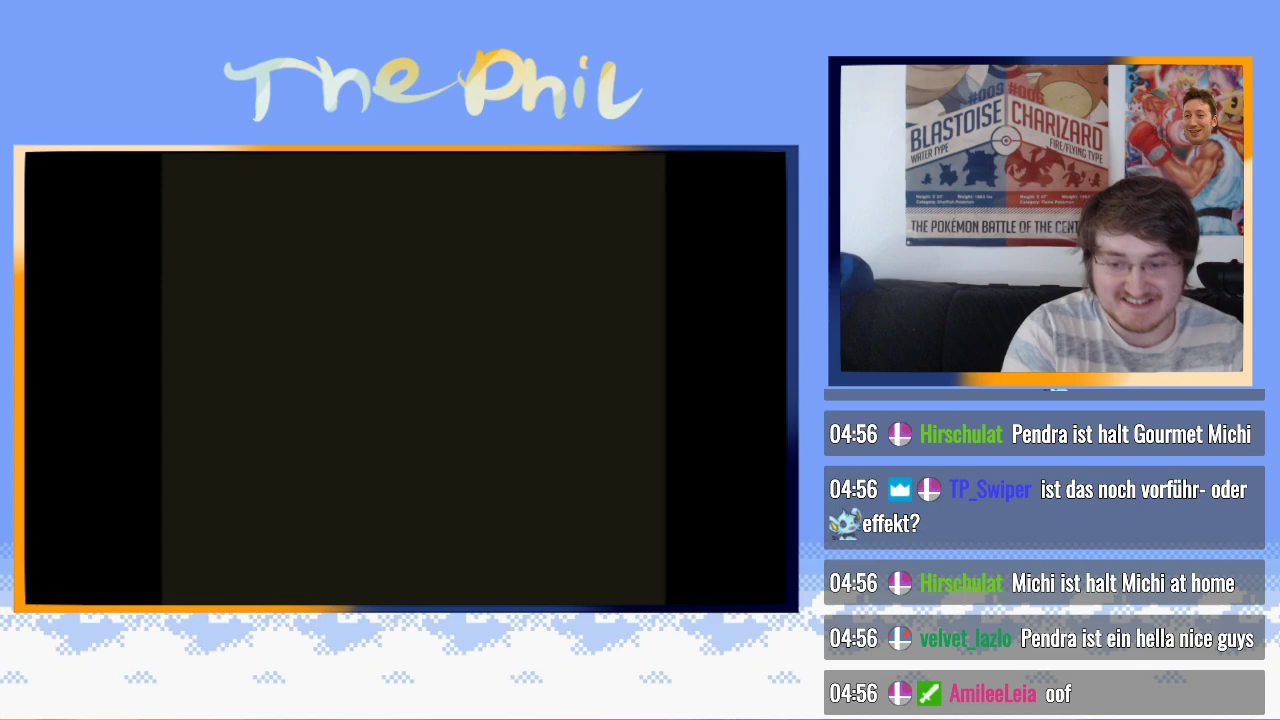 The Phil
#009 #006
BLASTOISE CHARIZARD
WATER TYPE FIRE/FLYING TYPE
THE POKÉMON BATTLE OF THE CENT
04:56 Hirschulat Pendra ist halt Gourmet Michi
04:56 TP_Swiper ist das noch vorführ- oder
effekt?
04:56 Hirschulat Michi ist halt Michi at home
04:56 velvet_lazlo Pendra ist ein hella nice guys
04:56 AmileeLeia oof